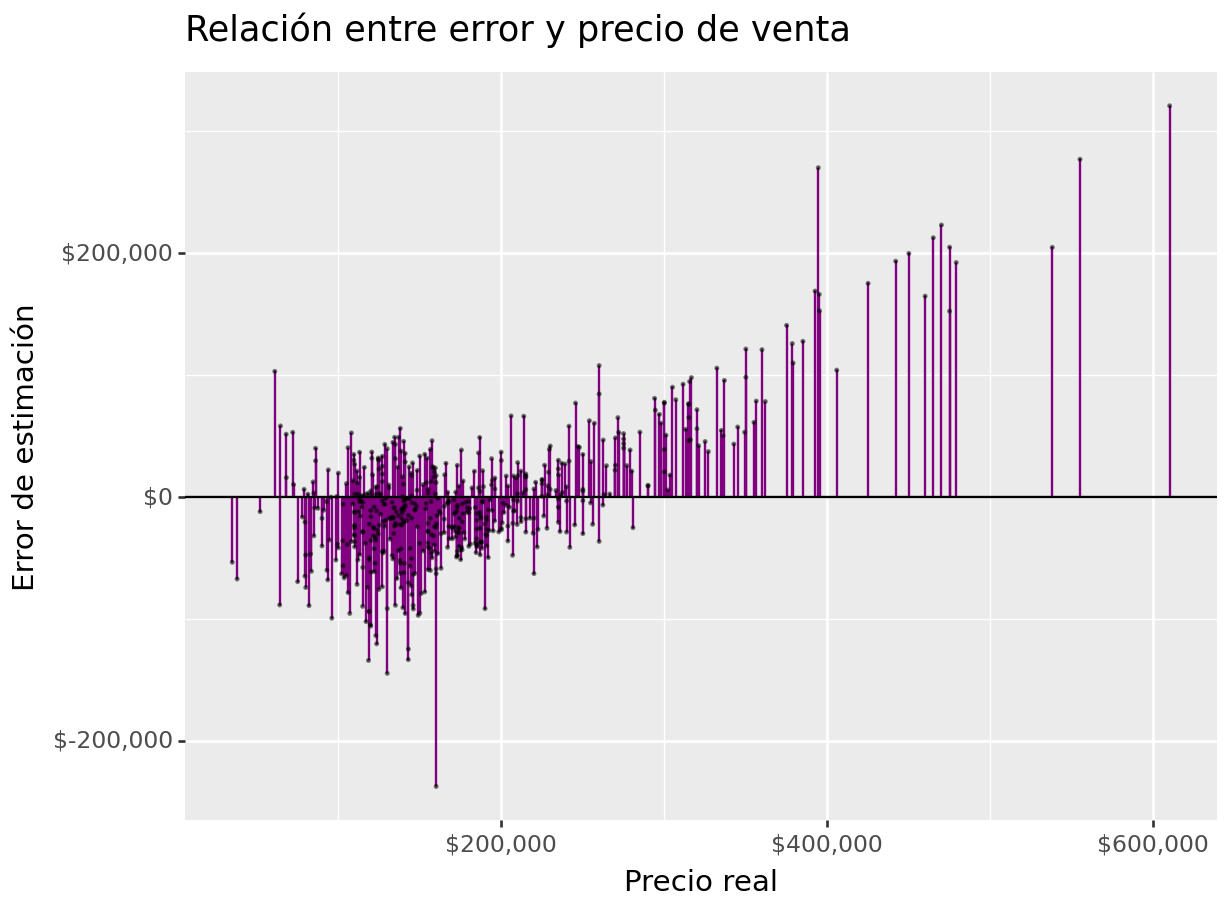 Relación entre error y precio de venta
Error de estimación
$200,000
$0
$-200,000
$200,000
$400,000
$600,000
Precio real